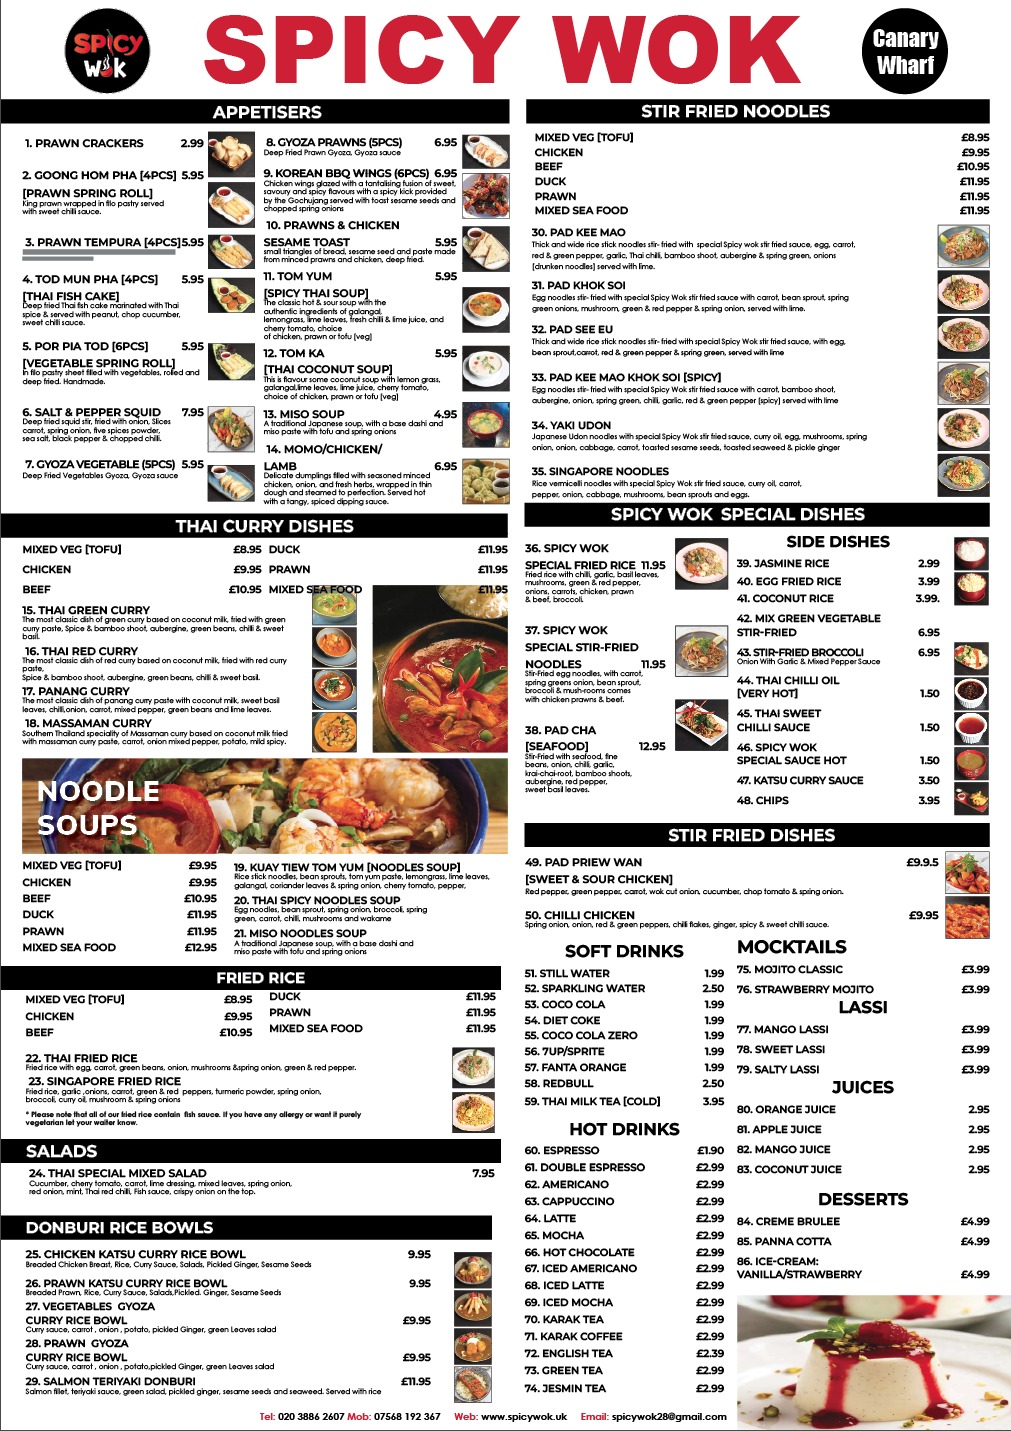 SPICY WOK
SPICY WOK
Canary
Wharf
APPETISERS
1. PRAWN CRACKERS 2.99
2. GOONG HOM PHA [4PCS] 5.95
[PRAWN SPRING ROLL]
King prawn wrapped in filo pastry served
with sweet chilli sauce.
3. PRAWN TEMPURA [4PCS] 5.95
4. TOD MUN PHA [4PCS] 5.95
[THAI FISH CAKE]
Deep fried Thai fish cake marinated with Thai
spice & served with peanut, chop cucumber,
sweet chilli sauce.
5. POR PIA TOD [6PCS] 5.95
[VEGETABLE SPRING ROLL]
In filo pastry sheet filled with vegetables, rolled and
deep fried. Handmade.
6. SALT & PEPPER SQUID 7.95
Deep fried squid stir, fried with onion, Slices
carrot, spring onion, five spices powder,
sea salt, black pepper & chopped chilli.
7. GYOZA VEGETABLE (5PCS) 5.95
Deep Fried Vegetables Gyoza, Gyoza sauce
8. GYOZA PRAWNS (5PCS) 6.95
Deep Fried Prawn Gyoza, Gyoza sauce
9. KOREAN BBQ WINGS (6PCS) 6.95
Chicken wings glazed with a tantalising fusion of sweet,
savoury and spicy flavours with a spicy kick provided
by the Gochujang served with toast sesame seeds and
chopped spring onions
10. PRAWNS & CHICKEN
SESAME TOAST 5.95
small triangles of bread, sesame seed and paste made
from minced prawns and chicken, deep fried.
11. TOM YUM 5.95
[SPICY THAI SOUP]
The classic hot & sour soup with the
authentic ingredients of galangal,
lemongrass, lime leaves, fresh chilli & lime juice, and
cherry tomato, choice
of chicken, prawn or tofu [veg]
12. TOM KA 5.95
[THAI COCONUT SOUP]
This is flavour some coconut soup with lemon grass,
galangal,lime leaves, lime juice, cherry tomato,
choice of chicken, prawn or tofu [veg]
13. MISO SOUP 4.95
A traditional Japanese soup, with a base dashi and
miso paste with tofu and spring onions
14. MOMO/CHICKEN/
LAMB 6.95
Delicate dumplings filled with seasoned minced
chicken, onion, and fresh herbs, wrapped in thin
dough and steamed to perfection. Served hot
with a tangy, spiced dipping sauce.
THAI CURRY DISHES
MIXED VEG [TOFU] £8.95 DUCK £11.95
CHICKEN £9.95 PRAWN £11.95
BEEF £10.95 MIXED SEA FOOD £11.95
15. THAI GREEN CURRY
The most classic dish of green curry based on coconut milk, fried with green
curry paste, Spice & bamboo shoot, aubergine, green beans, chilli & sweet
basil.
16. THAI RED CURRY
The most classic dish of red curry based on coconut milk, fried with red curry
paste,
Spice & bamboo shoot, aubergine, green beans, chill & sweet basil.
17. PANANG CURRY
The most classic dish of panang curry paste with coconut milk, sweet basil
leaves, chilli,onion, carrot, mixed pepper, green beans and lime leaves.
18. MASSAMAN CURRY
Southern Thailand speciality of Massaman curry based on coconut milk fried
with massaman curry paste, carrot, onion mixed pepper, potato, mild spicy.
NOODLE
SOUPS
MIXED VEG [TOFU] £9.95
CHICKEN £9.95
BEEF £10.95
DUCK £11.95
PRAWN £11.95
MIXED SEA FOOD £12.95
19. KUAY TIEW TOM YUM [NOODLES SOUP]
Rice stick noodles, bean sprouts, tom yum paste, lemongrass, lime leaves,
galangal, coriander leaves & spring onion, cherry tomato, pepper,
20. THAI SPICY NOODLES SOUP
Egg noodles, bean sprout, spring onion, broccoli, spring
green, carrot, chilli, mushrooms and wakame
21. MISO NOODLES SOUP
A traditional Japanese soup, with a base dashi and
miso paste with tofu and spring onions
FRIED RICE
MIXED VEG [TOFU] £8.95 DUCK £11.95
CHICKEN £9.95 PRAWN £11.95
BEEF £10.95 MIXED SEA FOOD £11.95
22. THAI FRIED RICE
Fried rice with egg, carrot, green beans, onion, mushrooms &spring onion, green & red pepper.
23. SINGAPORE FRIED RICE
Fried rice, garlic ,onions, carrot, green & red peppers, turmeric powder, spring onion,
broccoli, curry oil, mushroom & spring onions
* Please note that all of our fried rice contain fish sauce. If you have any allergy or want it purely
vegetarian let your waiter know.
SALADS
24. THAI SPECIAL MIXED SALAD 7.95
Cucumber, cherry tomato, carrot, lime dressing, mixed leaves, spring onion,
red onion, mint, Thai red chilli, Fish sauce, crispy onion on the top.
DONBURI RICE BOWLS
25. CHICKEN KATSU CURRY RICE BOWL 9.95
Breaded Chicken Breast, Rice, Curry Sauce, Salads, Pickled Ginger, Sesame Seeds
26. PRAWN KATSU CURRY RICE BOWL 9.95
Breaded Prawn, Rice, Curry Sauce, Salads,Pickled. Ginger, Sesame Seeds
27. VEGETABLES GYOZA
CURRY RICE BOWL £9.95
Curry sauce, carrot , onion , potato, pickled Ginger, green Leaves salad
28. PRAWN GYOZA
CURRY RICE BOWL £9.95
Curry sauce, carrot , onion , potato,pickled Ginger, green Leaves salad
29. SALMON TERIYAKI DONBURI £11.95
Salmon fillet, teriyaki sauce, green salad, pickled ginger, sesame seeds and seaweed. Served with rice
STIR FRIED NOODLES
MIXED VEG [TOFU] £8.95
CHICKEN £9.95
BEEF £10.95
DUCK £11.95
PRAWN £11.95
MIXED SEA FOOD £11.95
30. PAD KEE MAO
Thick and wide rice stick noodles stir- fried with special Spicy wok stir fried sauce, egg, carrot,
red & green pepper, garlic, Thai chilli, bamboo shoot, aubergine & spring green, onions
[drunken noodles] served with lime.
31. PAD KHOK SOI
Egg noodles stir- fried with special Spicy Wok stir fried sauce with carrot, bean sprout, spring
green onions, mushroom, green & red pepper & spring onion, served with lime.
32. PAD SEE EU
Thick and wide rice stick noodles stir- fried with special Spicy Wok stir fried sauce, with egg,
bean sprout,carrot, red & green pepper & spring green, served with lime
33. PAD KEE MAO KHOK SOI [SPICY]
Egg noodles stir- fried with special Spicy Wok stir fried sauce with carrot, bamboo shoot,
aubergine, onion, spring green, chilli, garlic, red & green pepper [spicy] served with lime
34. YAKI UDON
Japanese Udon noodles with special Spicy Wok stir fried sauce, curry oil, egg, mushrooms, spring
onion, onion, cabbage, carrot, toasted sesame seeds, toasted seaweed & pickle ginger
35. SINGAPORE NOODLES
Rice vermicelli noodles with special Spicy Wok stir fried sauce, curry oil, carrot,
pepper, onion, cabbage, mushrooms, bean sprouts and eggs.
SPICY WOK SPECIAL DISHES
36. SPICY WOK
SPECIAL FRIED RICE 11.95
Fried rice with chilli, garlic, basil leaves,
mushrooms, green & red pepper,
onions, carrots, chicken, prawn
& beef, broccoli.
37. SPICY WOK
SPECIAL STIR-FRIED
NOODLES 11.95
Stir-Fried egg noodles, with carrot,
spring greens onion, bean sprout,
broccoli & mush-rooms comes
with chicken prawns & beef.
38. PAD CHA
[SEAFOOD] 12.95
Stir-Fried with seafood, fine
beans, onion, chilli, garlic,
krai-chai-root, bamboo shoots,
aubergine, red pepper,
sweet basil leaves.
SIDE DISHES
39. JASMINE RICE 2.99
40. EGG FRIED RICE 3.99
41. COCONUT RICE 3.99.
42. MIX GREEN VEGETABLE
STIR-FRIED 6.95
43. STIR-FRIED BROCCOLI 6.95
Onion With Garlic & Mixed Pepper Sauce
44. THAI CHILLI OIL
[VERY HOT] 1.50
45. THAI SWEET
CHILLI SAUCE 1.50
46. SPICY WOK
SPECIAL SAUCE HOT 1.50
47. KATSU CURRY SAUCE 3.50
48. CHIPS 3.95
STIR FRIED DISHES
49. PAD PRIEW WAN £9.9.5
[SWEET & SOUR CHICKEN]
Red pepper, green pepper, carrot, wok cut onion, cucumber, chop tomato & spring onion.
50. CHILLI CHICKEN £9.95
Spring onion, onion, red & green peppers, chilli flakes, ginger, spicy & sweet chilli sauce.
SOFT DRINKS
51. STILL WATER 1.99
52. SPARKLING WATER 2.50
53. COCO COLA 1.99
54. DIET COKE 1.99
55. COCO COLA ZERO 1.99
56. 7UP/SPRITE 1.99
57. FANTA ORANGE 1.99
58. REDBULL 2.50
59. THAI MILK TEA [COLD] 3.95
HOT DRINKS
60. ESPRESSO £1.90
61. DOUBLE ESPRESSO £2.99
62. AMERICANO £2.99
63. CAPPUCCINO £2.99
64. LATTE £2.99
65. MOCHA £2.99
66. HOT CHOCOLATE £2.99
67. ICED AMERICANO £2.99
68. ICED LATTE £2.99
69. ICED MOCHA £2.99
70. KARAK TEA £2.99
71. KARAK COFFEE £2.99
72. ENGLISH TEA £2.39
73. GREEN TEA £2.99
74. JESMIN TEA £2.99
MOCKTAILS
75. MOJITO CLASSIC £3.99
76. STRAWBERRY MOJITO £3.99
LASSI
77. MANGO LASSI £3.99
78. SWEET LASSI £3.99
79. SALTY LASSI £3.99
JUICES
80. ORANGE JUICE 2.95
81. APPLE JUICE 2.95
82. MANGO JUICE 2.95
83. COCONUT JUICE 2.95
DESSERTS
84. CREME BRULEE £4.99
85. PANNA COTTA £4.99
86. ICE-CREAM:
VANILLA/STRAWBERRY £4.99
Tel: 020 3886 2607 Mob: 07568 192 367 Web: www.spicywok.uk Email: spicywok28@gmail.com